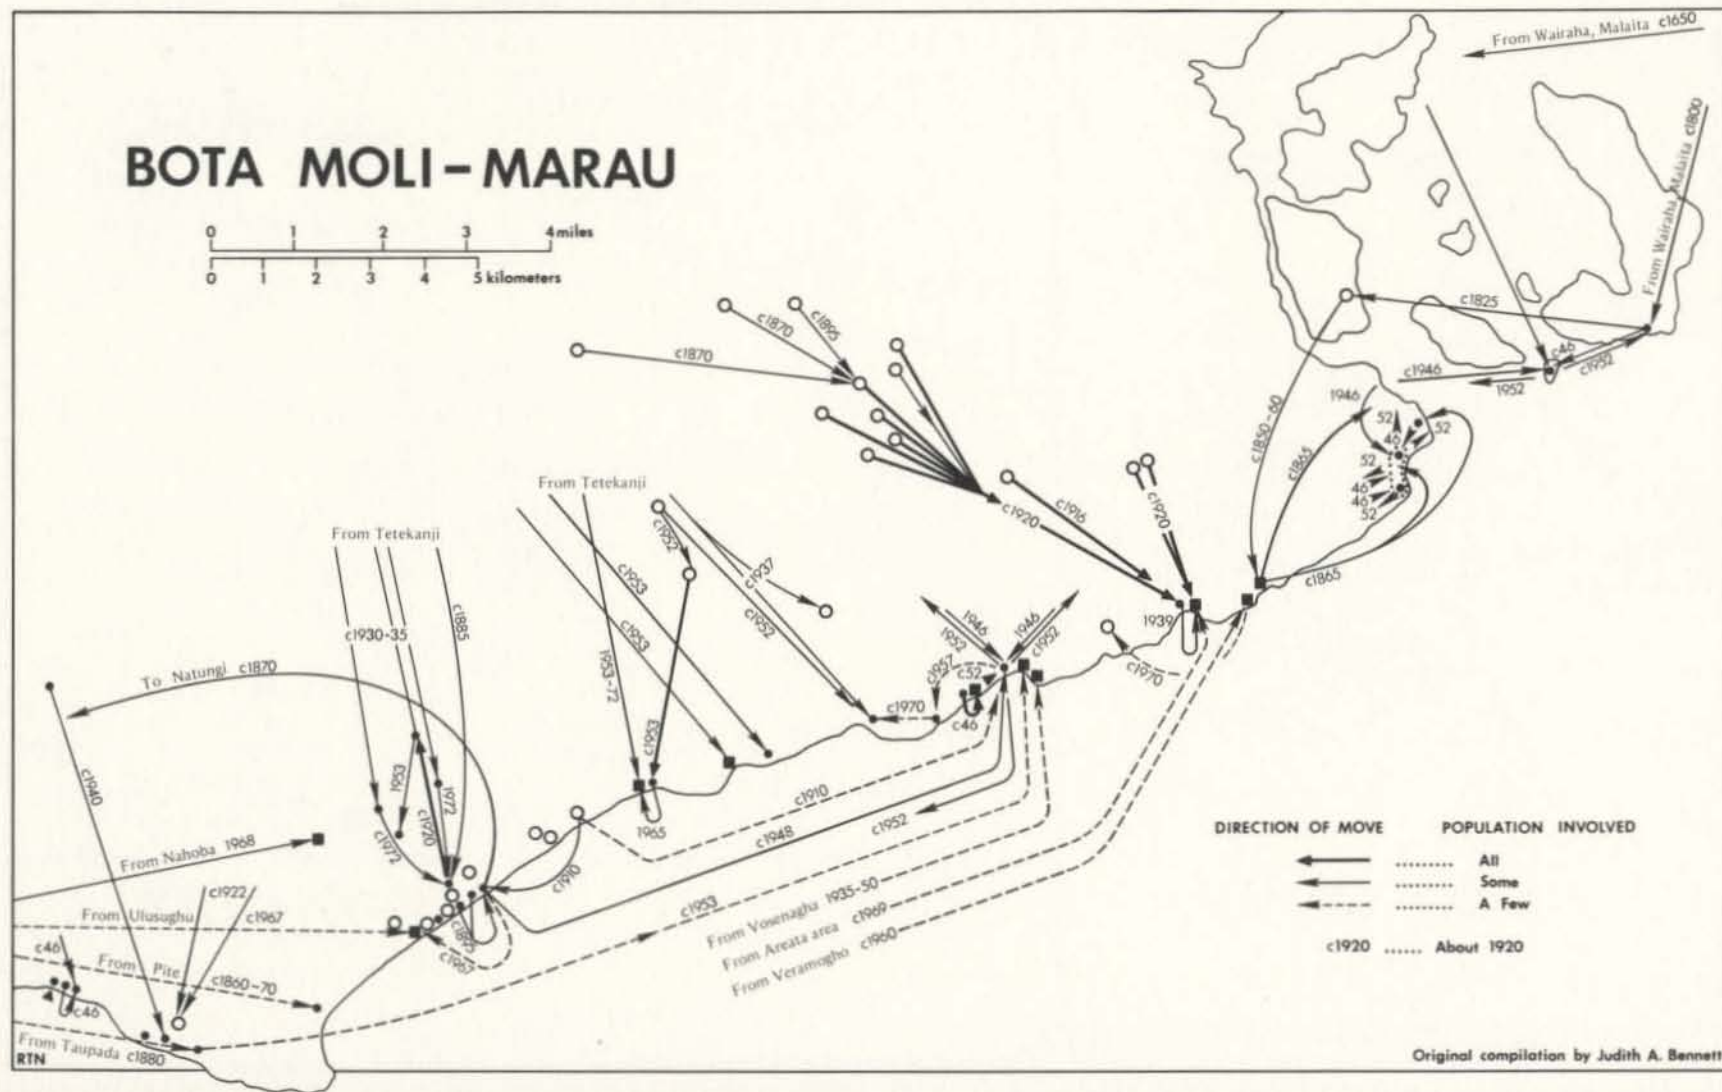 From Wairaha, Malaita c1650
From Wairaha, Malaita c1800
BOTA MOLI – MARAU
0 1 2 3 4 miles
0 1 2 3 4 5 kilometers
c1825
c1870
c1895
c1870
c46
c1952
c1946
1952
1946
52
46
52
52
46
46
52
c1850-60
c1865
c1865
c1920
c1916
c1920
1939
From Tetekanji
c1952
c1937
c1953
c1952
c1953
1953-72
c1953
1965
From Tetekanji
c1930-35
c1885
To Natungi c1870
1946
1952
1946
c1952
c1957
c52
c46
c1970
c1970
c1940
1953
c1920
1972
c1972
From Nahoba 1968
c1910
c1910
c1948
c1952
c1922
c1967
From Ulusughu
c1895
c1967
c1953
From Vosenagha 1935-50
From Areata area c1969
From Veramogho c1960
c46
From Pite c1860-70
c46
From Taupada c1880
DIRECTION OF MOVE POPULATION INVOLVED
......... All
......... Some
......... A Few
c1920 ...... About 1920
RTN
Original compilation by Judith A. Bennett